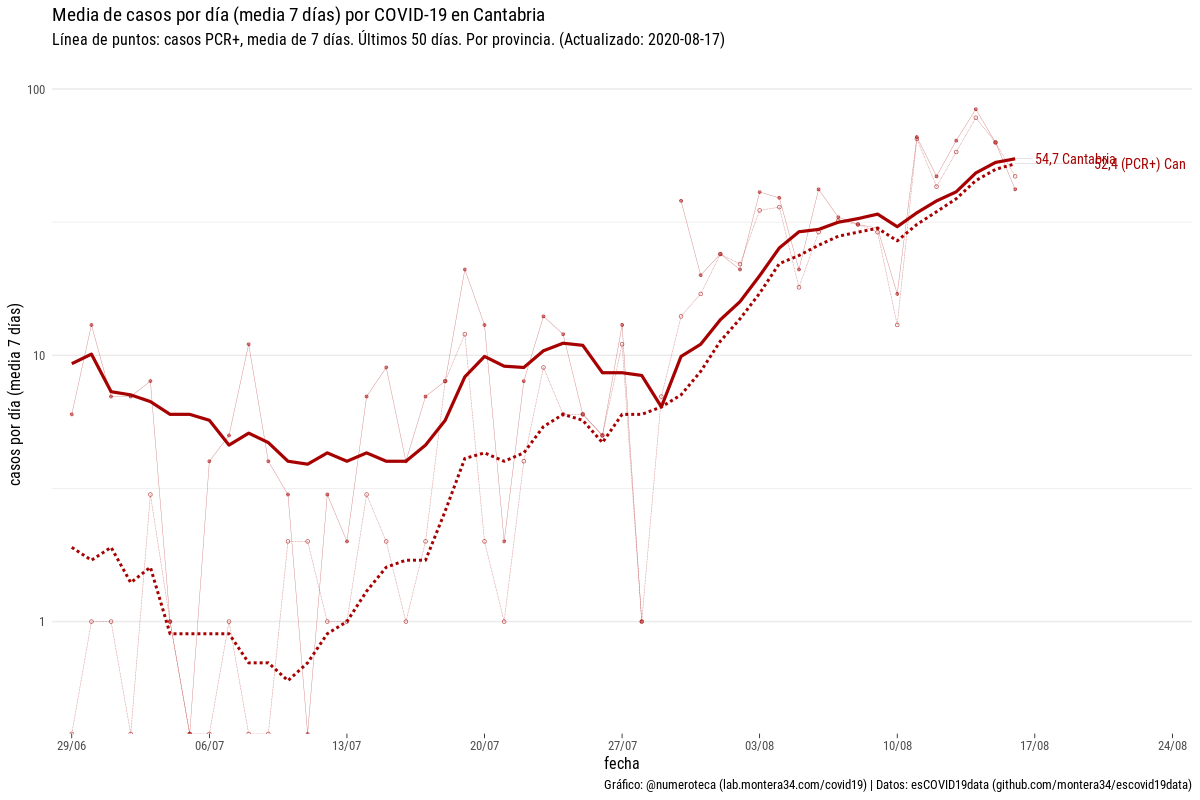 Media de casos por día (media 7 días) por COVID-19 en Cantabria
Línea de puntos: casos PCR+, media de 7 días. Últimos 50 días. Por provincia. (Actualizado: 2020-08-17)
casos por día (media 7 días)
100
10
1
54,7 Cantabria
52,4 (PCR+) Can
29/06 06/07 13/07 20/07 27/07 03/08 10/08 17/08 24/08
fecha
Gráfico: @numeroteca (lab.montera34.com/covid19) | Datos: esCOVID19data (github.com/montera34/escovid19data)